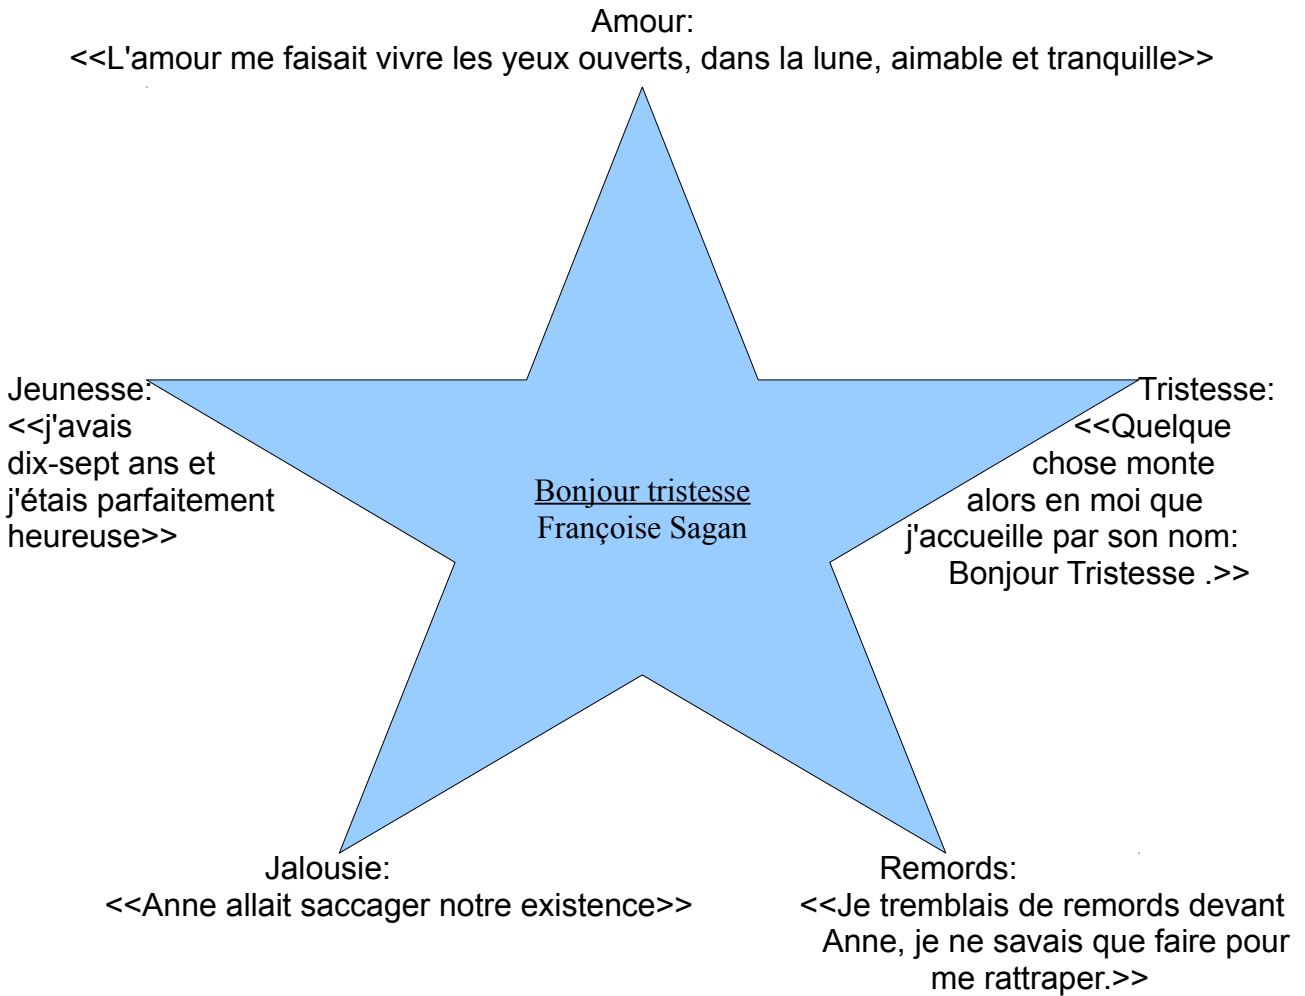 Amour:
<<L'amour me faisait vivre les yeux ouverts, dans la lune, aimable et tranquille>>
Jeunesse:
<<j'avais
dix-sept ans et
j'étais parfaitement
heureuse>>
Bonjour tristesse
Françoise Sagan
Tristesse:
<<Quelque
chose monte
alors en moi que
j'accueille par son nom:
Bonjour Tristesse .>>
Jalousie:
<<Anne allait saccager notre existence>>
Remords:
<<Je tremblais de remords devant
Anne, je ne savais que faire pour
me rattraper.>>